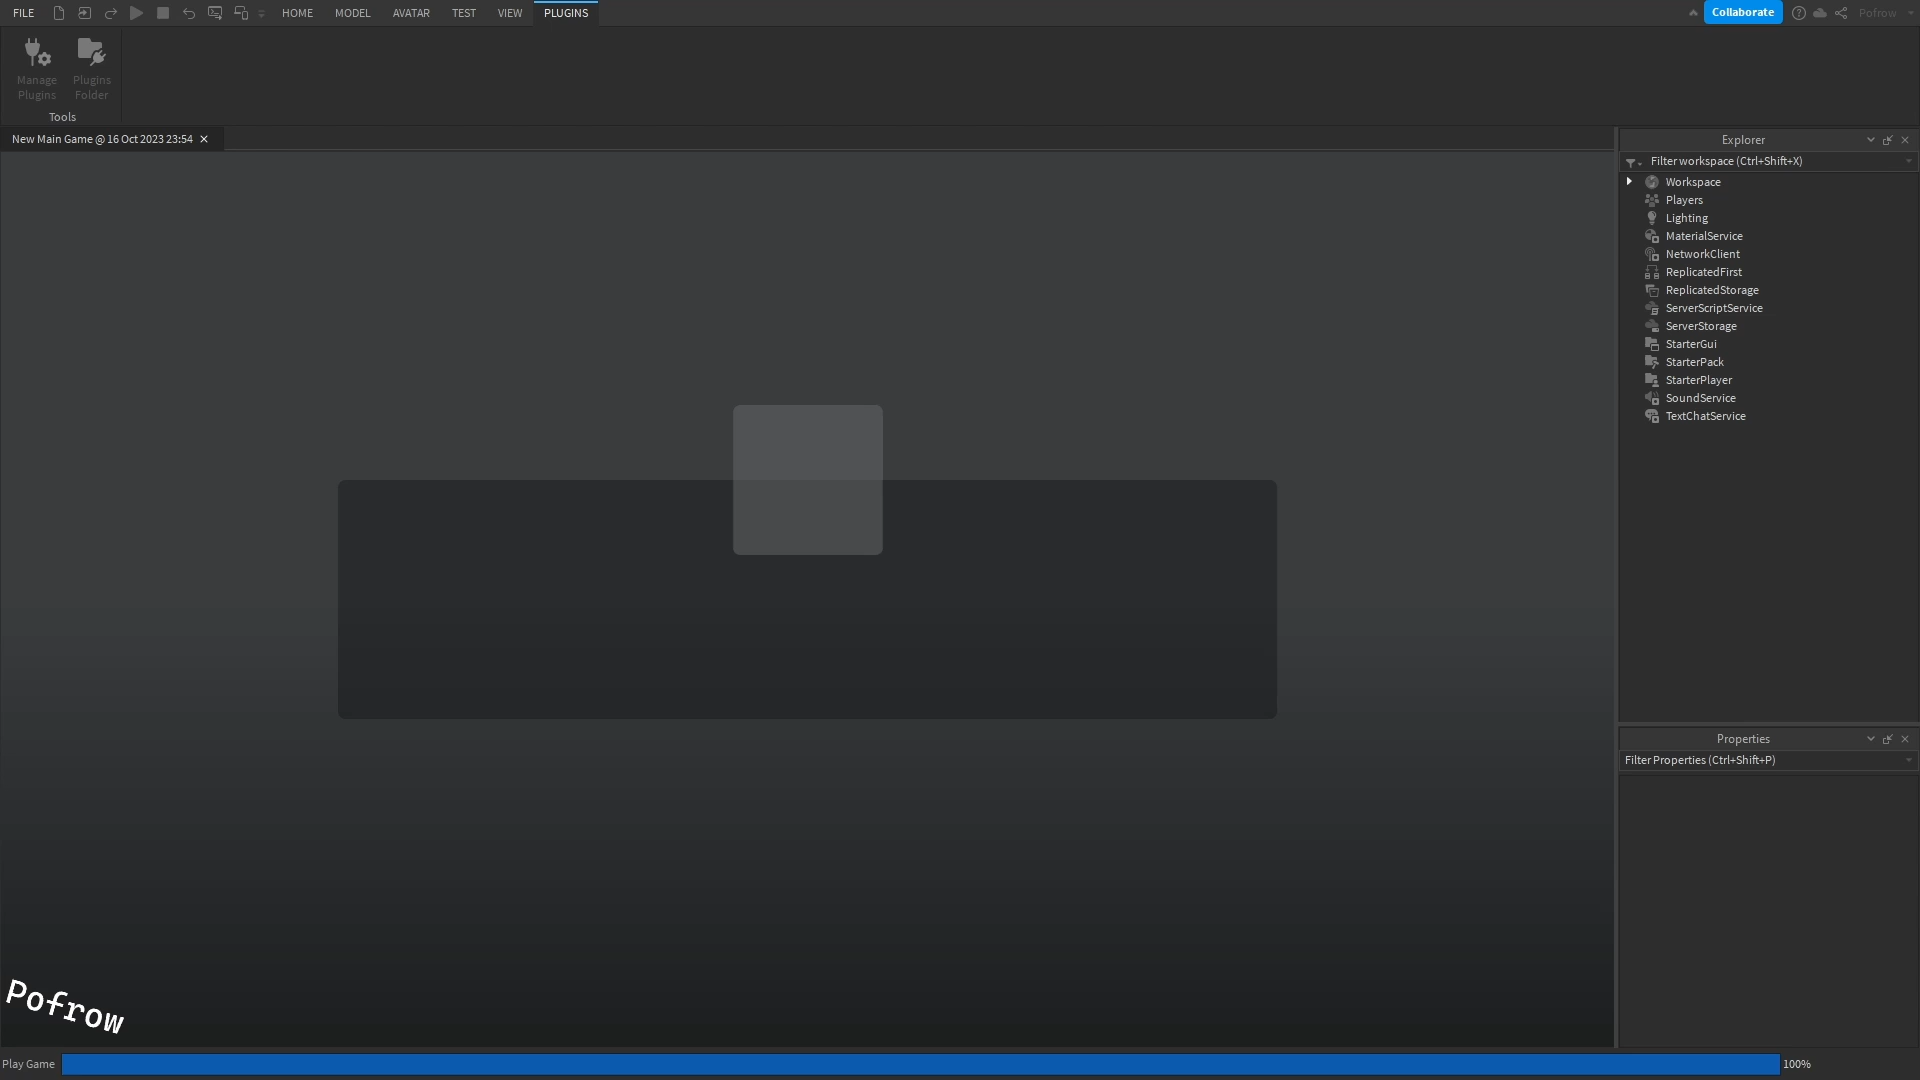 FILE
HOME
MODEL
AVATAR
TEST
VIEW
PLUGINS
Collaborate
Pofrow
Manage
Plugins
Plugins
Folder
Tools
New Main Game @ 16 Oct 2023 23:54
Explorer
Filter workspace (Ctrl+Shift+X)
Workspace
Players
Lighting
MaterialService
NetworkClient
ReplicatedFirst
ReplicatedStorage
ServerScriptService
ServerStorage
StarterGui
StarterPack
StarterPlayer
SoundService
TextChatService
Properties
Filter Properties (Ctrl+Shift+P)
Pofrow
Play Game
100%